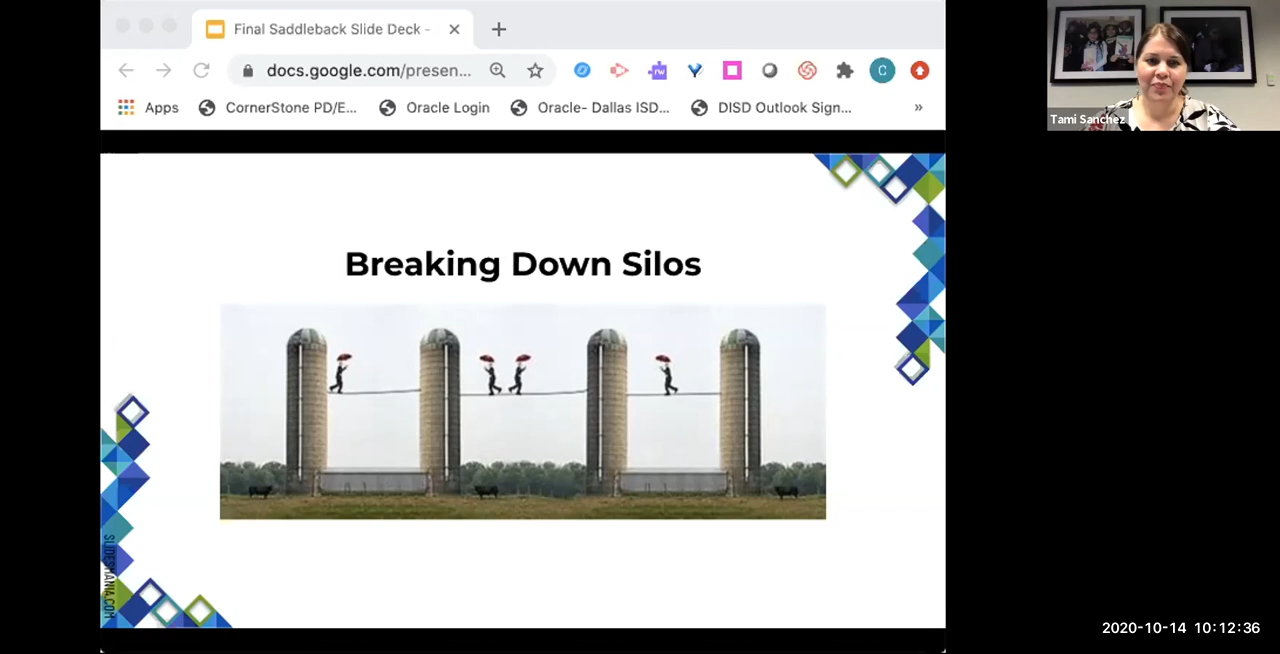 Final Saddleback Slide Deck -
docs.google.com/presen...
Apps
CornerStone PD/E...
Oracle Login
Oracle- Dallas ISD...
DISD Outlook Sign...
»
C
rw
Tami Sanchez
Breaking Down Silos
SLIDESMANIA.COM
2020-10-14 10:12:36